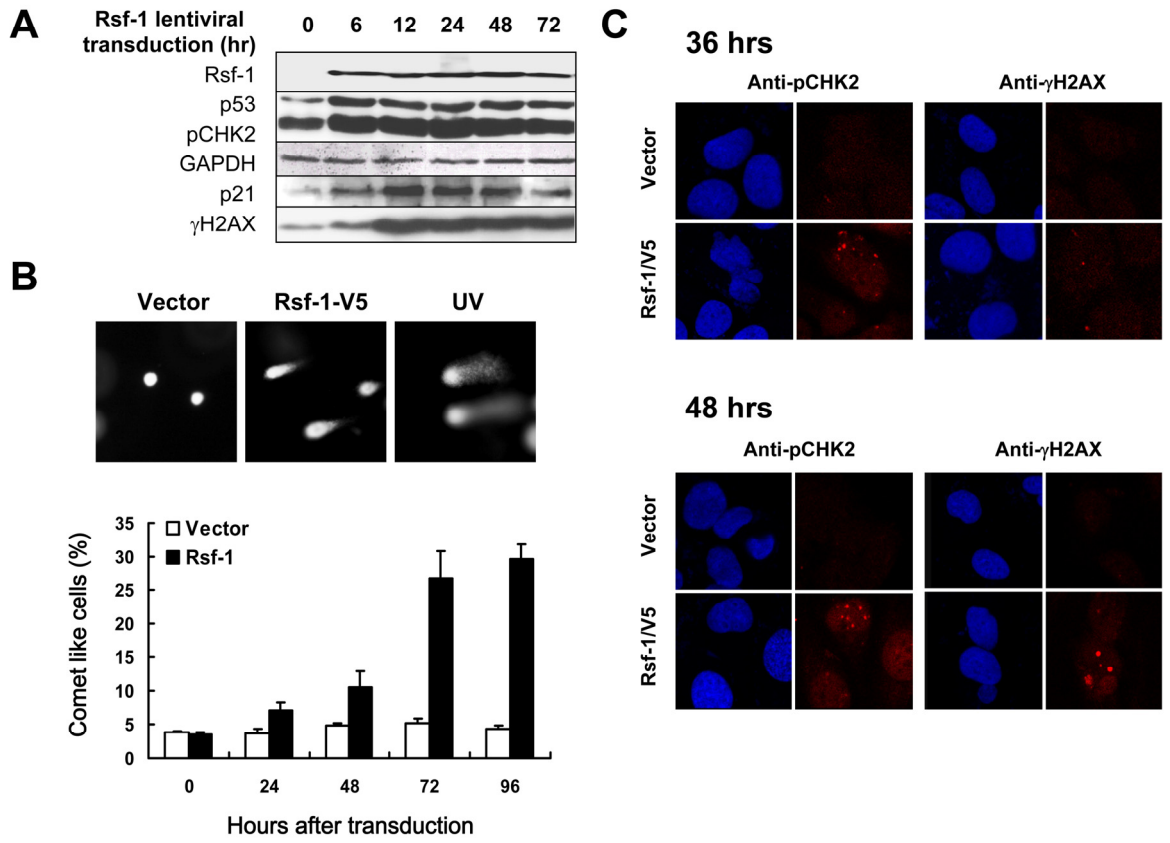 A
Rsf-1 lentiviral
transduction (hr)
0 6 12 24 48 72
Rsf-1
p53
pCHK2
GAPDH
p21
γH2AX
B
Vector Rsf-1-V5 UV
Vector
Rsf-1
Comet like cells (%)
35
30
25
20
15
10
5
0
0 24 48 72 96
Hours after transduction
C
36 hrs
Anti-pCHK2 Anti-γH2AX
Vector
Rsf-1/V5
48 hrs
Anti-pCHK2 Anti-γH2AX
Vector
Rsf-1/V5